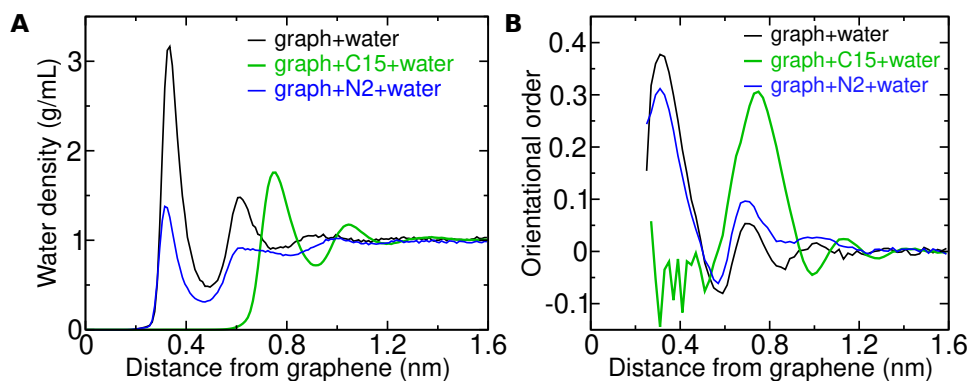 A
graph+water
graph+C15+water
graph+N2+water
Water density (g/mL)
3
2
1
0
0 0.4 0.8 1.2 1.6
Distance from graphene (nm)
B
graph+water
graph+C15+water
graph+N2+water
Orientational order
0.4
0.3
0.2
0.1
0
-0.1
0 0.4 0.8 1.2 1.6
Distance from graphene (nm)